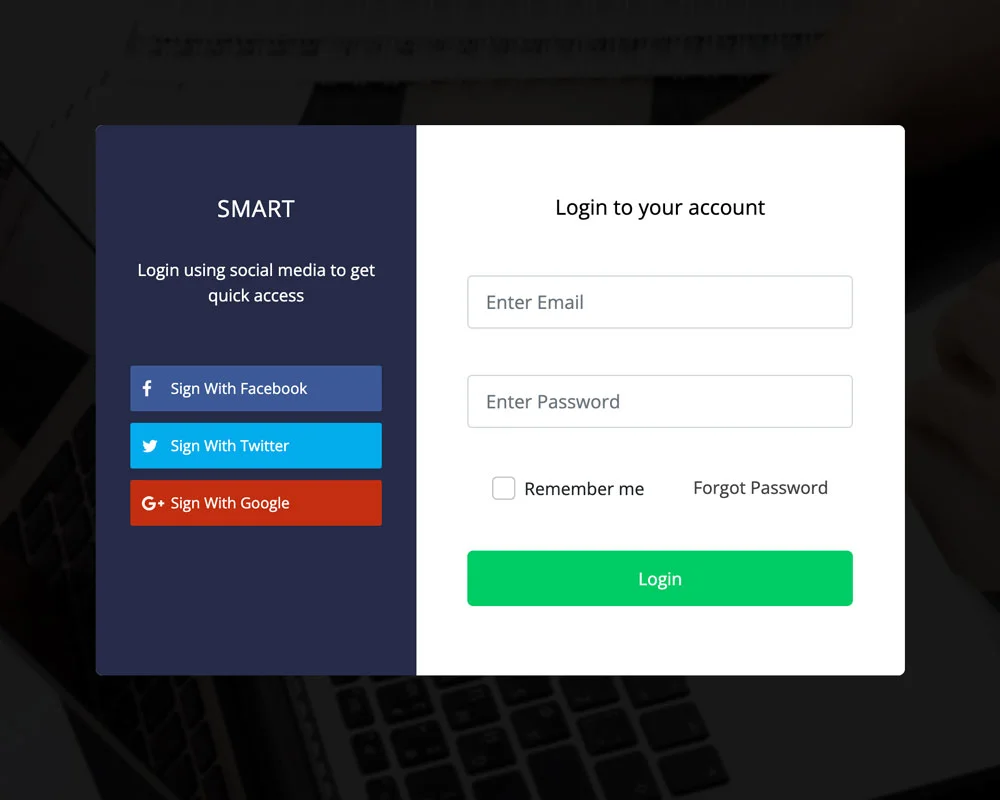 SMART
Login using social media to get
quick access
Sign With Facebook
Sign With Twitter
Sign With Google
Login to your account
Enter Email
Enter Password
Remember me
Forgot Password
Login